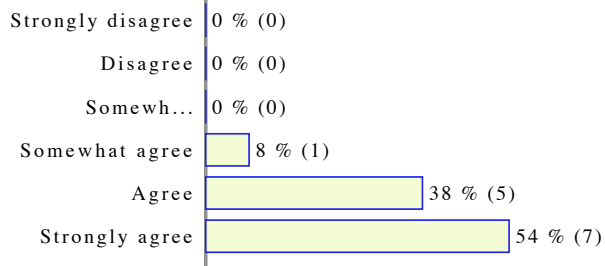 Strongly disagree 0 % (0)
Disagree 0 % (0)
Somewh... 0 % (0)
Somewhat agree 8 % (1)
Agree 38 % (5)
Strongly agree 54 % (7)